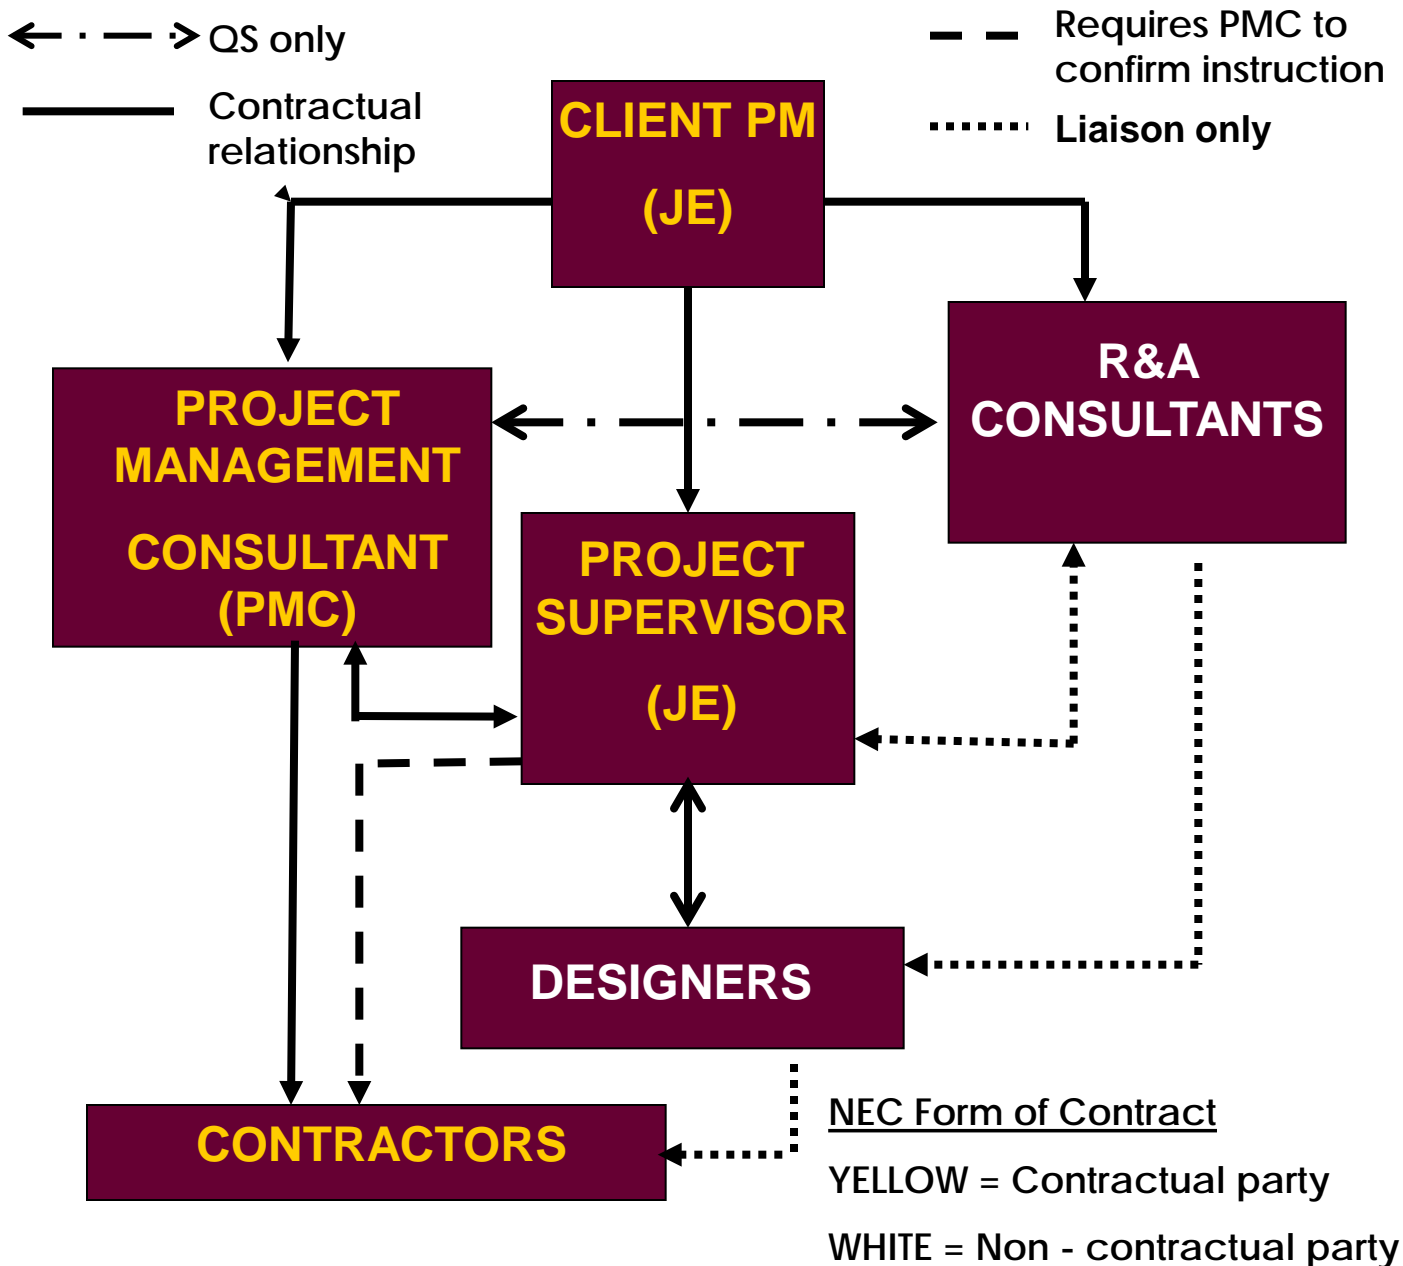 QS only
Contractual
relationship
Requires PMC to
confirm instruction
Liaison only
CLIENT PM
(JE)
PROJECT
MANAGEMENT
CONSULTANT
(PMC)
R&A
CONSULTANTS
PROJECT
SUPERVISOR
(JE)
DESIGNERS
CONTRACTORS
NEC Form of Contract
YELLOW = Contractual party
WHITE = Non - contractual party